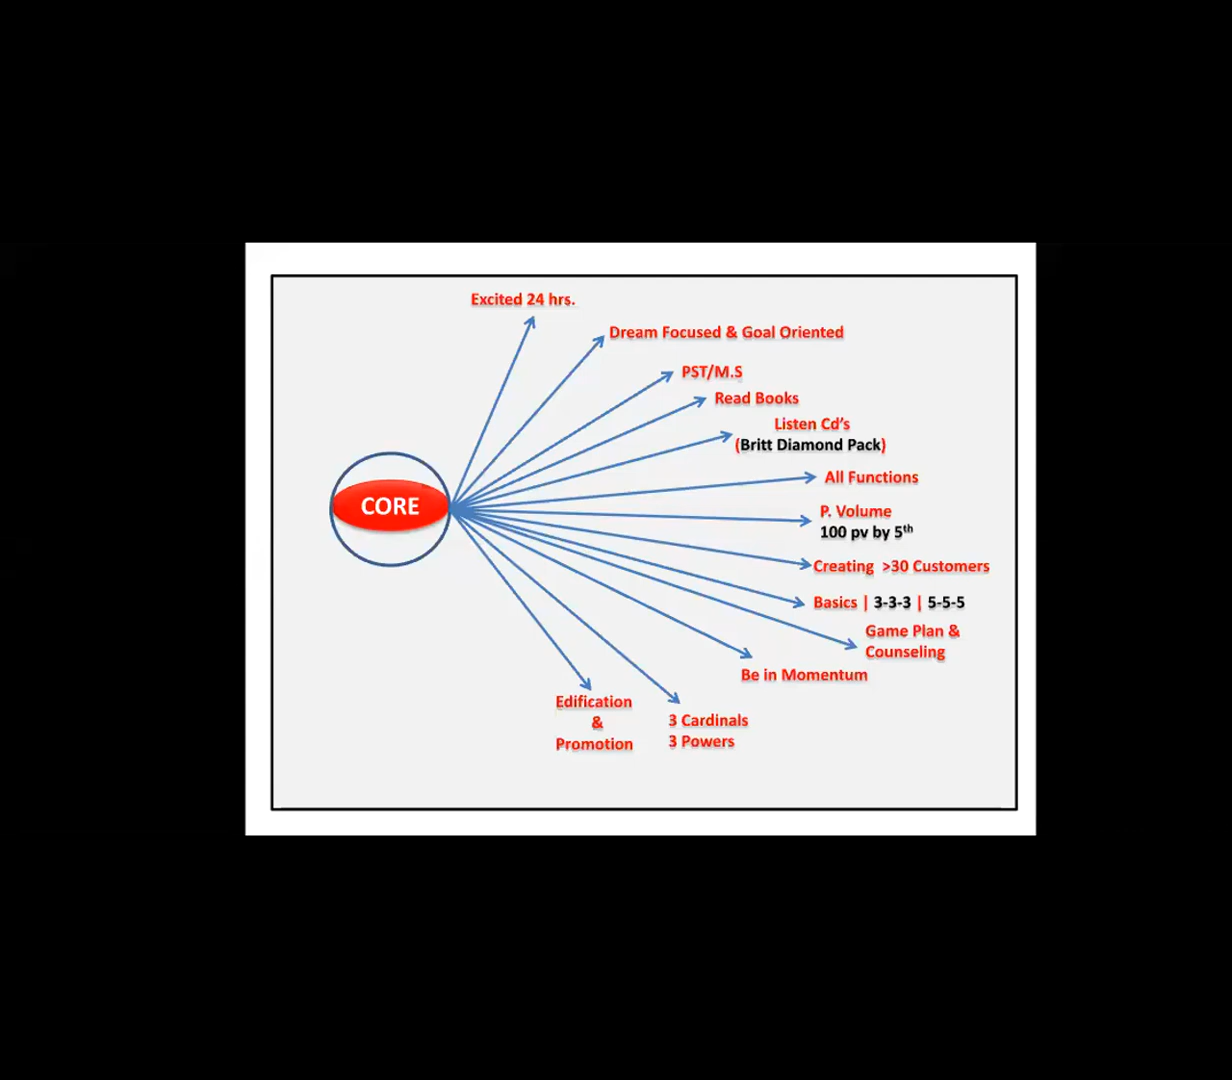 Excited 24 hrs.
Dream Focused & Goal Oriented
PST/M.S
Read Books
Listen Cd's
(Britt Diamond Pack)
All Functions
CORE
P. Volume
100 pv by 5th
Creating >30 Customers
Basics | 3-3-3 | 5-5-5
Game Plan &
Counseling
Be in Momentum
Edification
&
Promotion
3 Cardinals
3 Powers